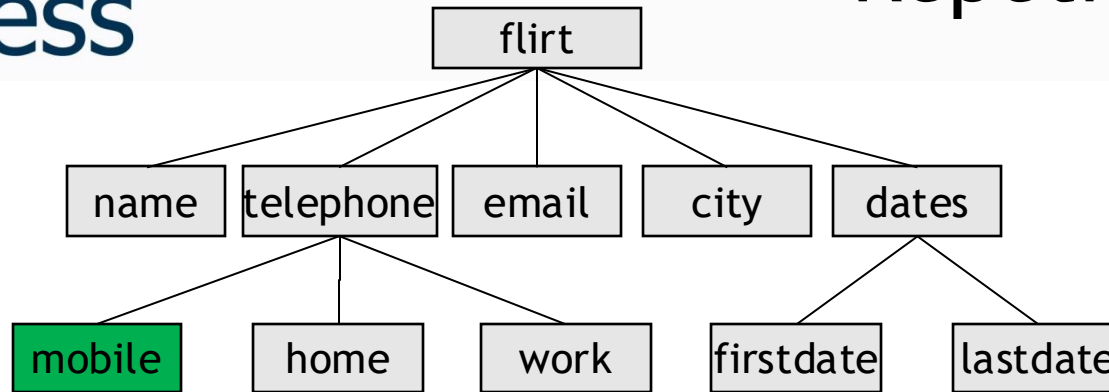 ess
flirt
name telephone email city dates
mobile home work firstdate lastdate